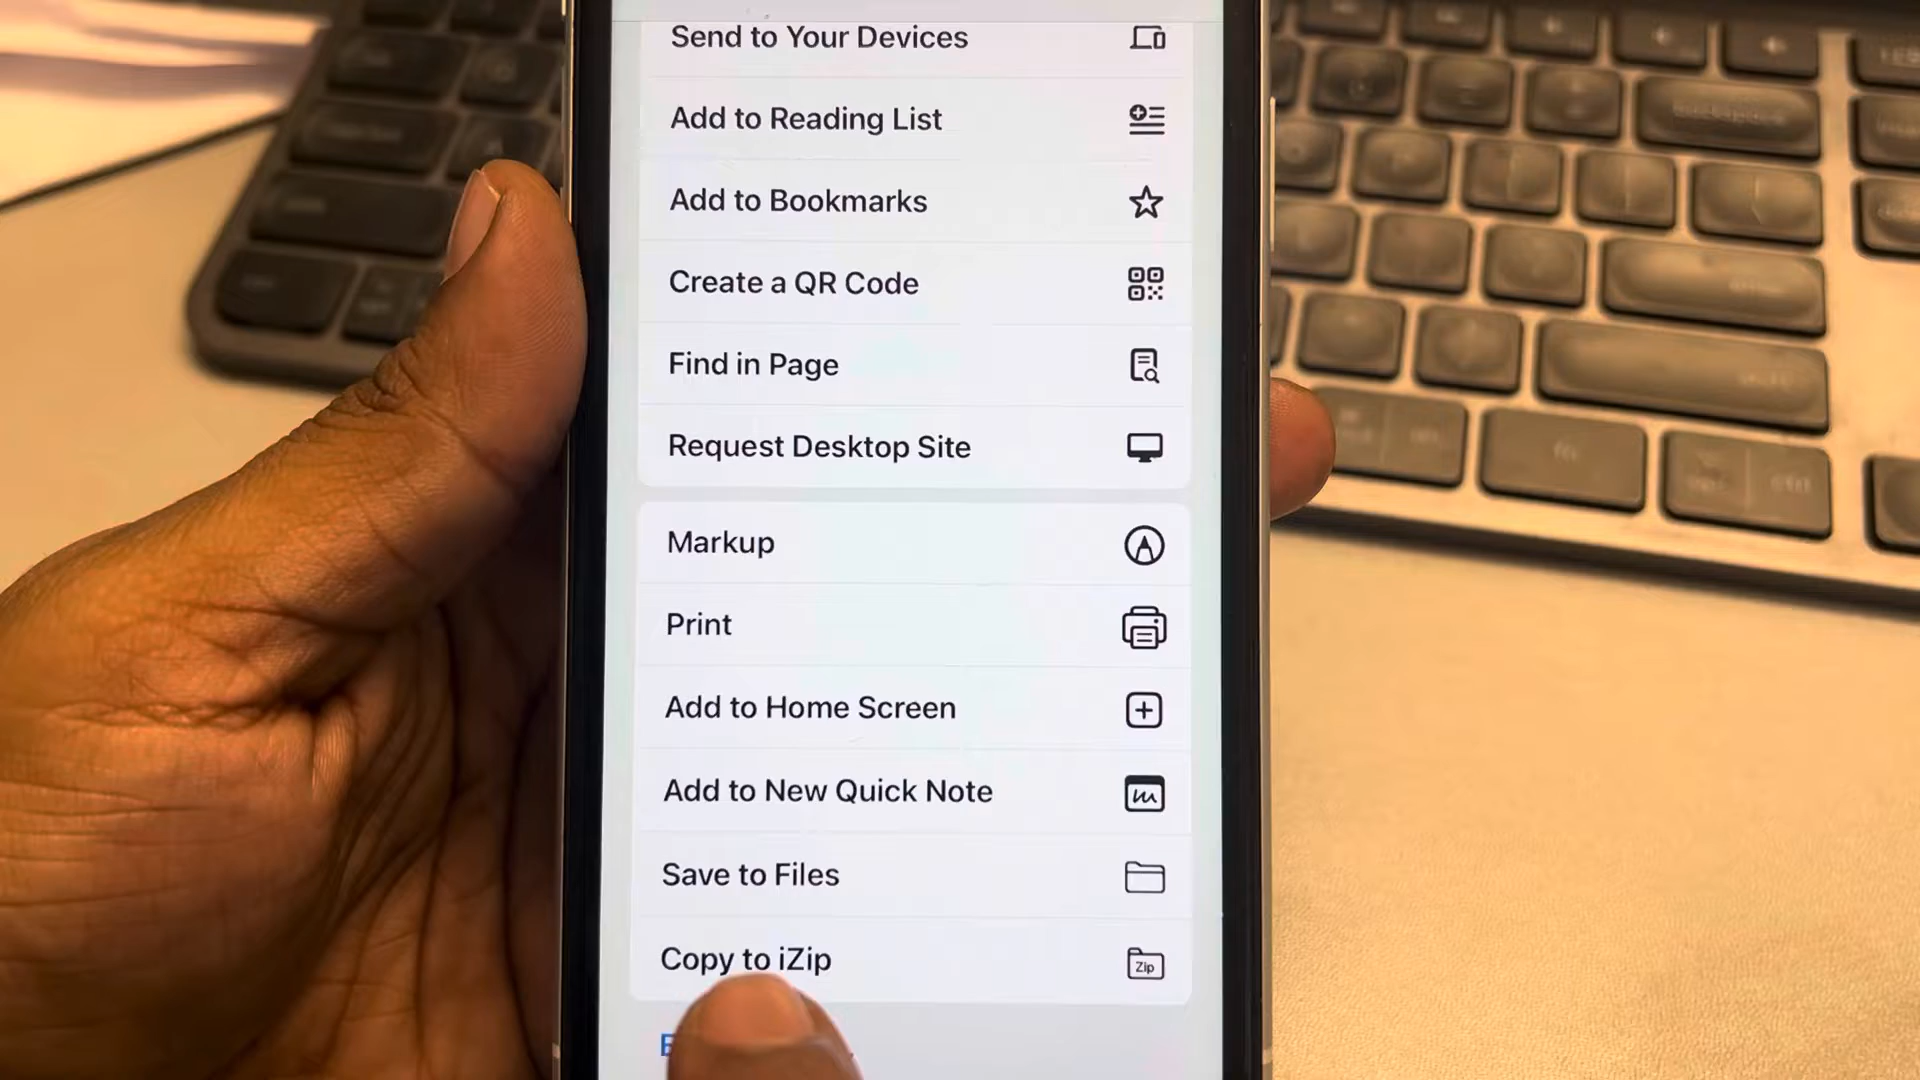 Send to Your Devices
Add to Reading List
Add to Bookmarks
Create a QR Code
Find in Page
Request Desktop Site
Markup
Print
Add to Home Screen
Add to New Quick Note
Save to Files
Copy to iZip
Zip